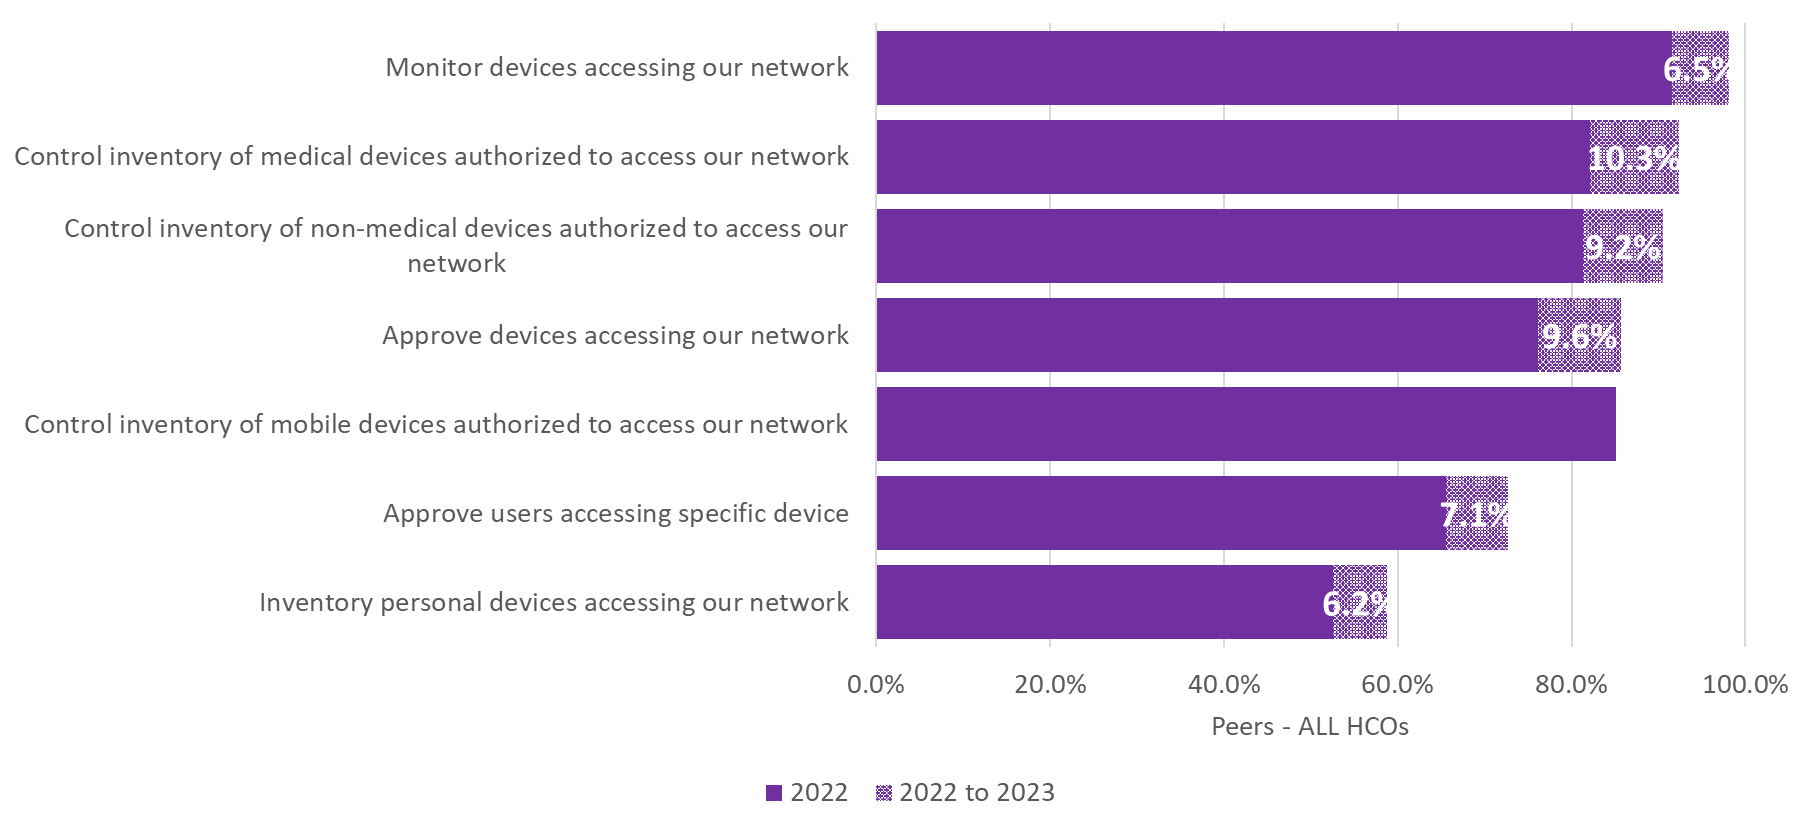 Monitor devices accessing our network
6.5%
Control inventory of medical devices authorized to access our network
10.3%
Control inventory of non-medical devices authorized to access our
network
9.2%
Approve devices accessing our network
9.6%
Control inventory of mobile devices authorized to access our network
Approve users accessing specific device
7.1%
Inventory personal devices accessing our network
6.2%
0.0% 20.0% 40.0% 60.0% 80.0% 100.0%
Peers - ALL HCOs
2022 2022 to 2023